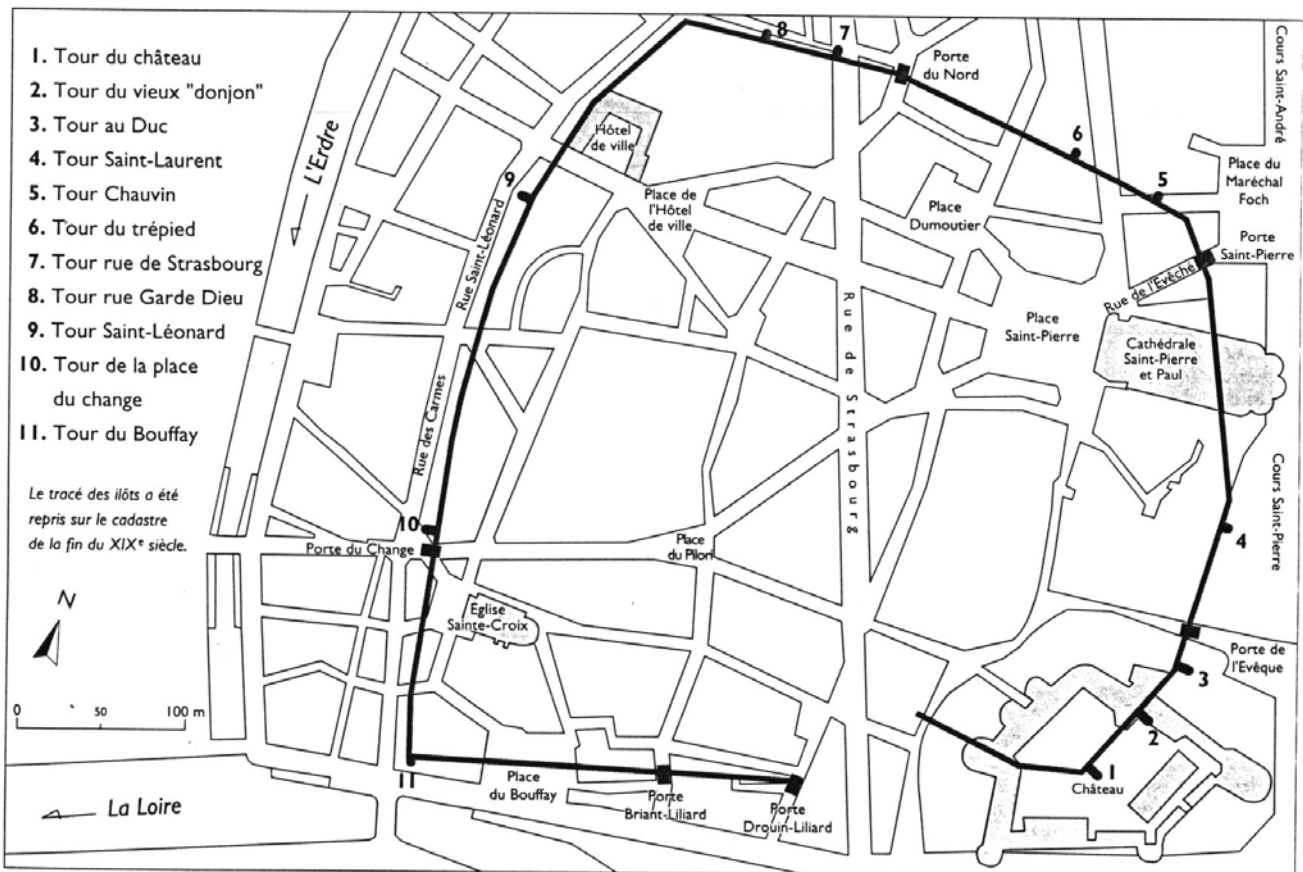 1. Tour du château
2. Tour du vieux "donjon"
3. Tour au Duc
4. Tour Saint-Laurent
5. Tour Chauvin
6. Tour du trépied
7. Tour rue de Strasbourg
8. Tour rue Garde Dieu
9. Tour Saint-Léonard
10. Tour de la place
du change
11. Tour du Bouffay
Le tracé des ilôts a été
repris sur le cadastre
de la fin du XIXe siècle.
N
0 50 100 m
L'Erdre
La Loire
8
7
Porte
du Nord
6
5
Cours Saint-André
Place du
Maréchal
Foch
Porte
Saint-Pierre
Rue de l'Evêché
Hôtel
de ville
9
Rue Saint-Léonard
Place de
l'Hôtel
de ville
Place
Dumoutier
Place
Saint-Pierre
Cathédrale
Saint-Pierre
et Paul
Rue de Strasbourg
Rue des Carmes
Cours Saint-Pierre
10
Porte du Change
Place
du Pilori
4
Eglise
Sainte-Croix
Porte de
l'Evêque
3
2
1
Château
11
Place
du Bouffay
Porte
Briant-Liliard
Porte
Drouin-Liliard